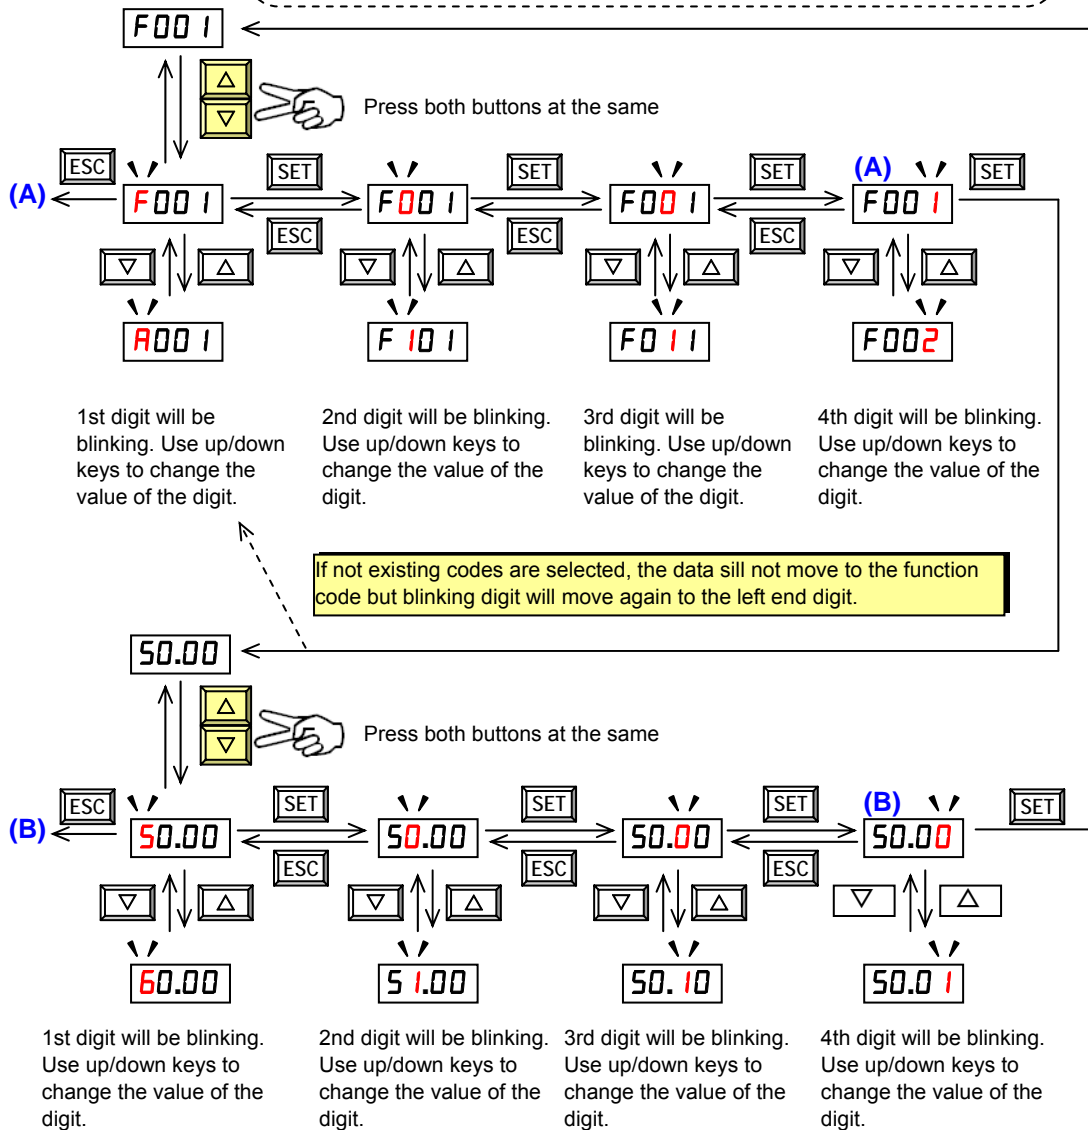 F001
Press both buttons at the same
ESC SET SET SET (A) SET
(A) F001 F001 F001 F001
ESC ESC ESC
A001 F101 F011 F002
1st digit will be
blinking. Use up/down
keys to change the
value of the digit.
2nd digit will be blinking.
Use up/down keys to
change the value of the
digit.
3rd digit will be
blinking. Use up/down
keys to change the
value of the digit.
4th digit will be blinking.
Use up/down keys to
change the value of the
digit.
If not existing codes are selected, the data sill not move to the function
code but blinking digit will move again to the left end digit.
50.00
Press both buttons at the same
ESC SET SET SET (B) SET
(B) 50.00 50.00 50.00 50.00
ESC ESC ESC
60.00 51.00 50.10 50.01
1st digit will be blinking.
Use up/down keys to
change the value of the
digit.
2nd digit will be blinking.
Use up/down keys to
change the value of the
digit.
3rd digit will be blinking.
Use up/down keys to
change the value of the
digit.
4th digit will be blinking.
Use up/down keys to
change the value of the
digit.